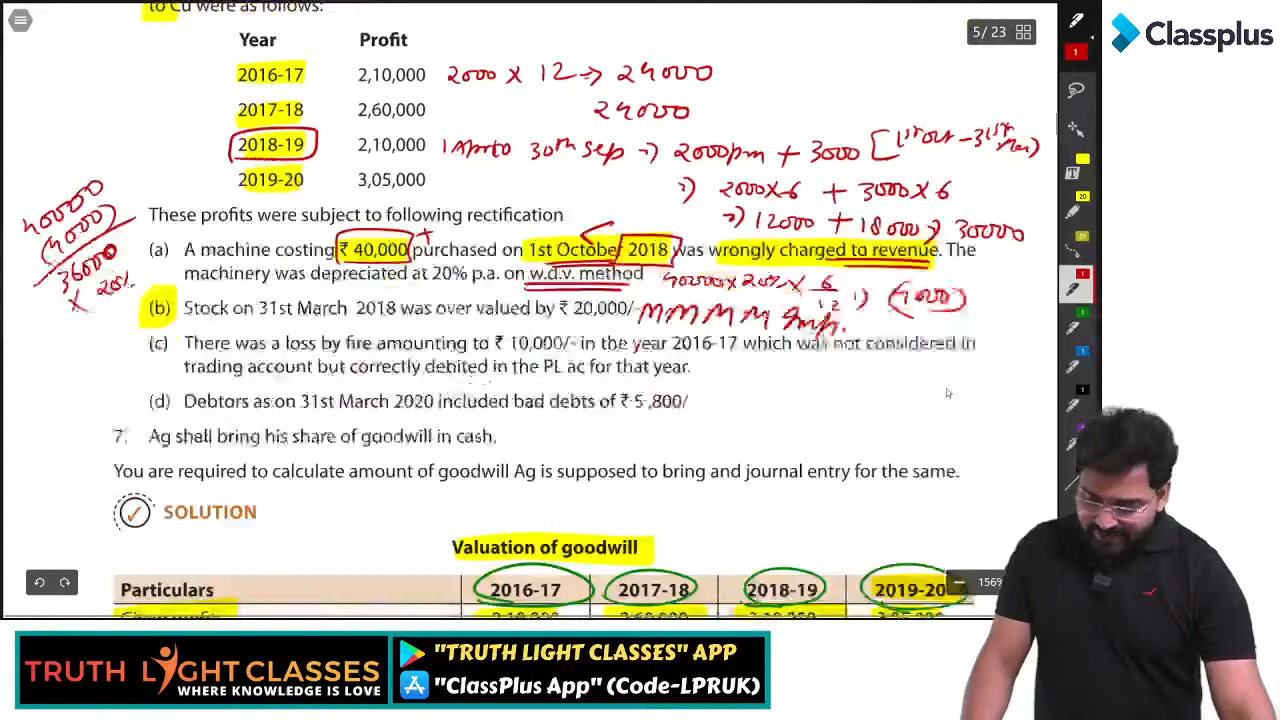 to Cu were as follows:
5 / 23
Classplus
Year Profit
2016-17 2,10,000 2000 x 12 => 24000
2017-18 2,60,000 24000
2018-19 2,10,000 1 April to 30th Sep => 2000pm + 3000 [1st Oct - 31st Mar)
2019-20 3,05,000 => 2000x6 + 3000x6
=> 12000 + 18000 => 30000
40000
(4000)
36000
x 20%
These profits were subject to following rectification
(a) A machine costing ₹ 40,000 + purchased on 1st October 2018 was wrongly charged to revenue. The
machinery was depreciated at 20% p.a. on w.d.v. method
40000 x 20% x 6/12 => (4000)
(b) Stock on 31st March 2018 was over valued by ₹ 20,000/-
(c) There was a loss by fire amounting to ₹ 10,000/- in the year 2016-17 which was not considered in
trading account but correctly debited in the PL ac for that year.
(d) Debtors as on 31st March 2020 included bad debts of ₹ 5,800/
7. Ag shall bring his share of goodwill in cash.
You are required to calculate amount of goodwill Ag is supposed to bring and journal entry for the same.
SOLUTION
Valuation of goodwill
Particulars 2016-17 2017-18 2018-19 2019-20
156%
TRUTH LIGHT CLASSES
WHERE KNOWLEDGE IS LOVE
"TRUTH LIGHT CLASSES" APP
"ClassPlus App" (Code-LPRUK)